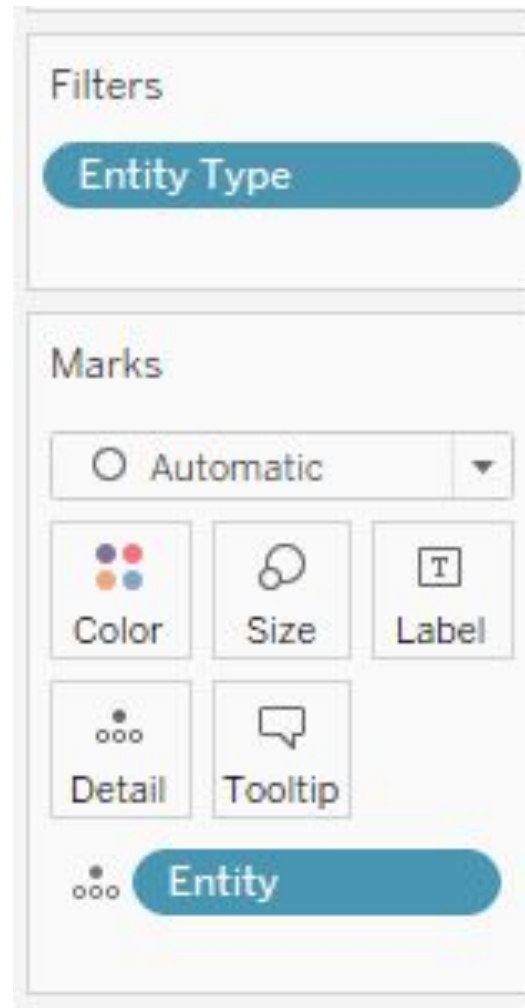 Filters
Entity Type
Marks
Automatic
Color Size T Label
Detail Tooltip
Entity